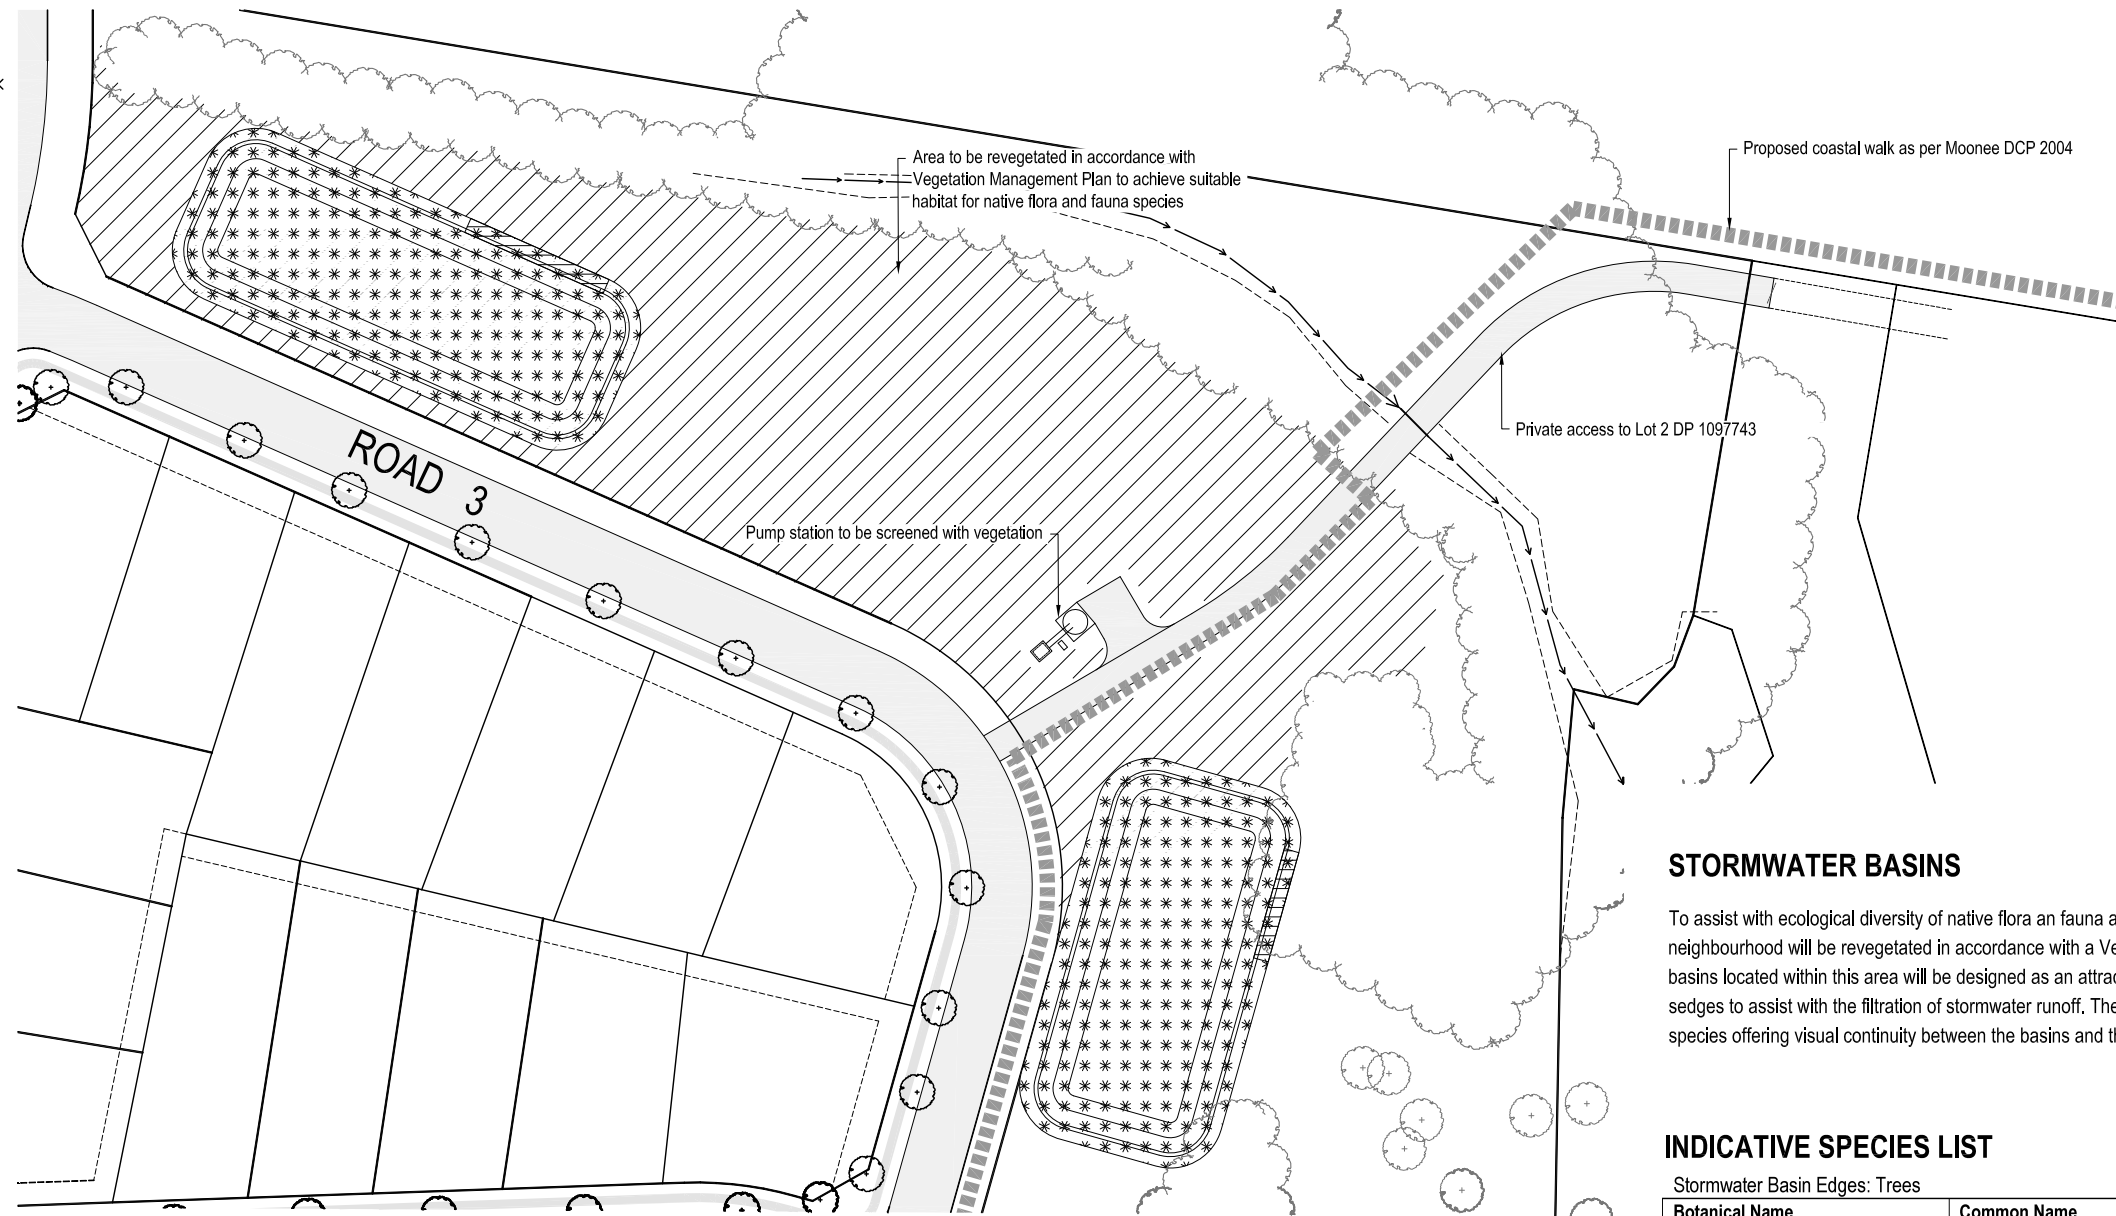 Area to be revegetated in accordance with
Vegetation Management Plan to achieve suitable
habitat for native flora and fauna species
Proposed coastal walk as per Moonee DCP 2004
Private access to Lot 2 DP 1097743
ROAD 3
Pump station to be screened with vegetation
STORMWATER BASINS
To assist with ecological diversity of native flora an fauna a
neighbourhood will be revegetated in accordance with a Ve
basins located within this area will be designed as an attrac
sedges to assist with the filtration of stormwater runoff. The
species offering visual continuity between the basins and th
INDICATIVE SPECIES LIST
Stormwater Basin Edges: Trees
Botanical Name
Common Name